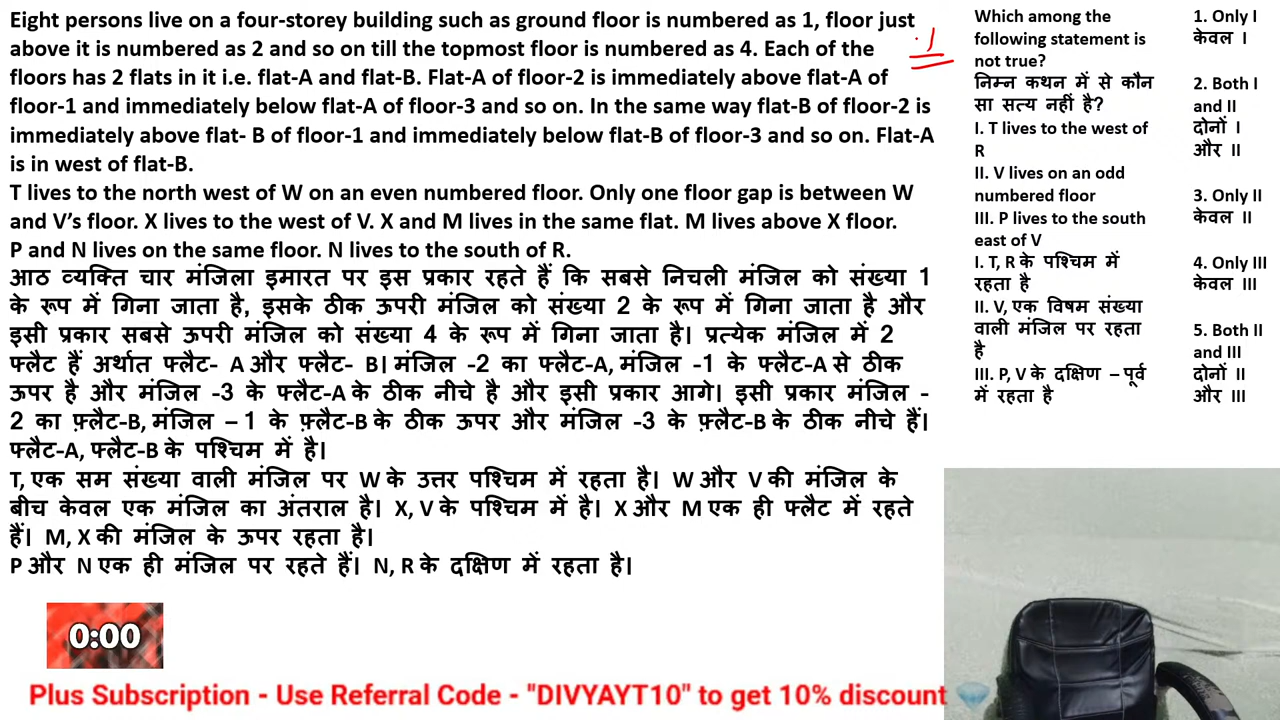 Eight persons live on a four-storey building such as ground floor is numbered as 1, floor just
above it is numbered as 2 and so on till the topmost floor is numbered as 4. Each of the
floors has 2 flats in it i.e. flat-A and flat-B. Flat-A of floor-2 is immediately above flat-A of
floor-1 and immediately below flat-A of floor-3 and so on. In the same way flat-B of floor-2 is
immediately above flat- B of floor-1 and immediately below flat-B of floor-3 and so on. Flat-A
is in west of flat-B.
T lives to the north west of W on an even numbered floor. Only one floor gap is between W
and V’s floor. X lives to the west of V. X and M lives in the same flat. M lives above X floor.
P and N lives on the same floor. N lives to the south of R.
आठ व्यक्ति चार मंजिला इमारत पर इस प्रकार रहते हैं कि सबसे निचली मंजिल को संख्या 1
के रूप में गिना जाता है, इसके ठीक ऊपरी मंजिल को संख्या 2 के रूप में गिना जाता है और
इसी प्रकार सबसे ऊपरी मंजिल को संख्या 4 के रूप में गिना जाता है। प्रत्येक मंजिल में 2
फ्लैट हैं अर्थात फ्लैट- A और फ्लैट- B। मंजिल -2 का फ्लैट-A, मंजिल -1 के फ्लैट-A से ठीक
ऊपर है और मंजिल -3 के फ्लैट-A के ठीक नीचे है और इसी प्रकार आगे। इसी प्रकार मंजिल -
2 का फ़्लैट-B, मंजिल – 1 के फ़्लैट-B के ठीक ऊपर और मंजिल -3 के फ़्लैट-B के ठीक नीचे हैं।
फ्लैट-A, फ्लैट-B के पश्चिम में है।
T, एक सम संख्या वाली मंजिल पर W के उत्तर पश्चिम में रहता है। W और V की मंजिल के
बीच केवल एक मंजिल का अंतराल है। X, V के पश्चिम में है। X और M एक ही फ्लैट में रहते
हैं। M, X की मंजिल के ऊपर रहता है।
P और N एक ही मंजिल पर रहते हैं। N, R के दक्षिण में रहता है।
1
Which among the
following statement is
not true?
निम्न कथन में से कौन
सा सत्य नहीं है?
I. T lives to the west of
R
II. V lives on an odd
numbered floor
III. P lives to the south
east of V
I. T, R के पश्चिम में
रहता है
II. V, एक विषम संख्या
वाली मंजिल पर रहता
है
III. P, V के दक्षिण – पूर्व
में रहता है
1. Only I
केवल I
2. Both I
and II
दोनों I
और II
3. Only II
केवल II
4. Only III
केवल III
5. Both II
and III
दोनों II
और III
0:00
Plus Subscription - Use Referral Code - "DIVYAYT10" to get 10% discount